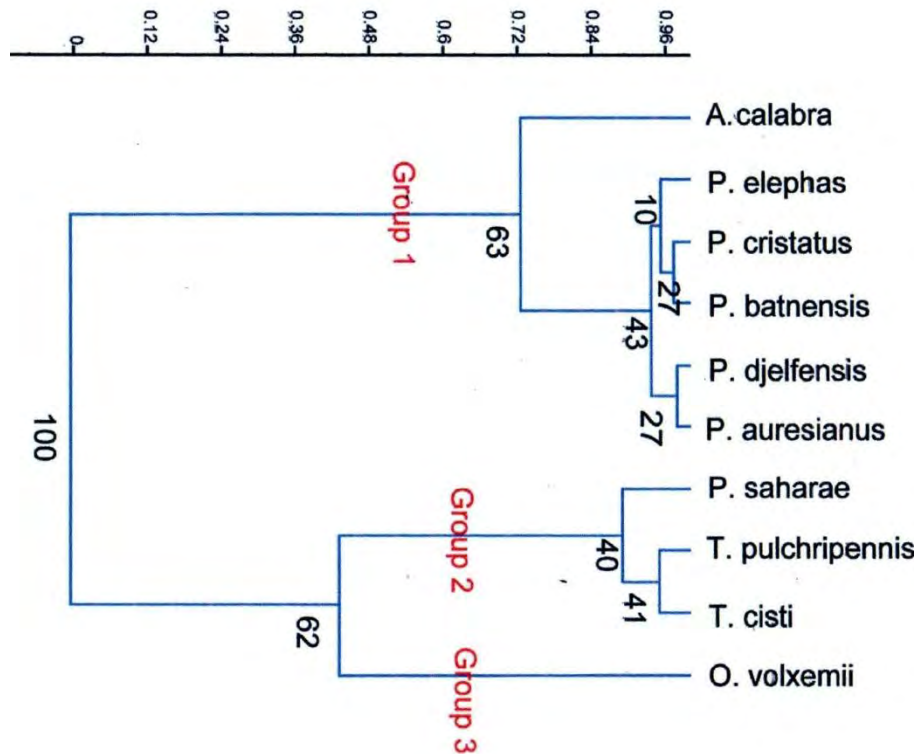 0
0.12
0.24
0.36
0.48
0.6
0.72
0.84
0.96
A.calabra
P. elephas
10
P. cristatus
Group 1
63
27
P. batnensis
43
P. djelfensis
27
P. auresianus
100
P. saharae
Group 2
40
T. pulchripennis
41
T. cisti
62
Group 3
O. volxemii